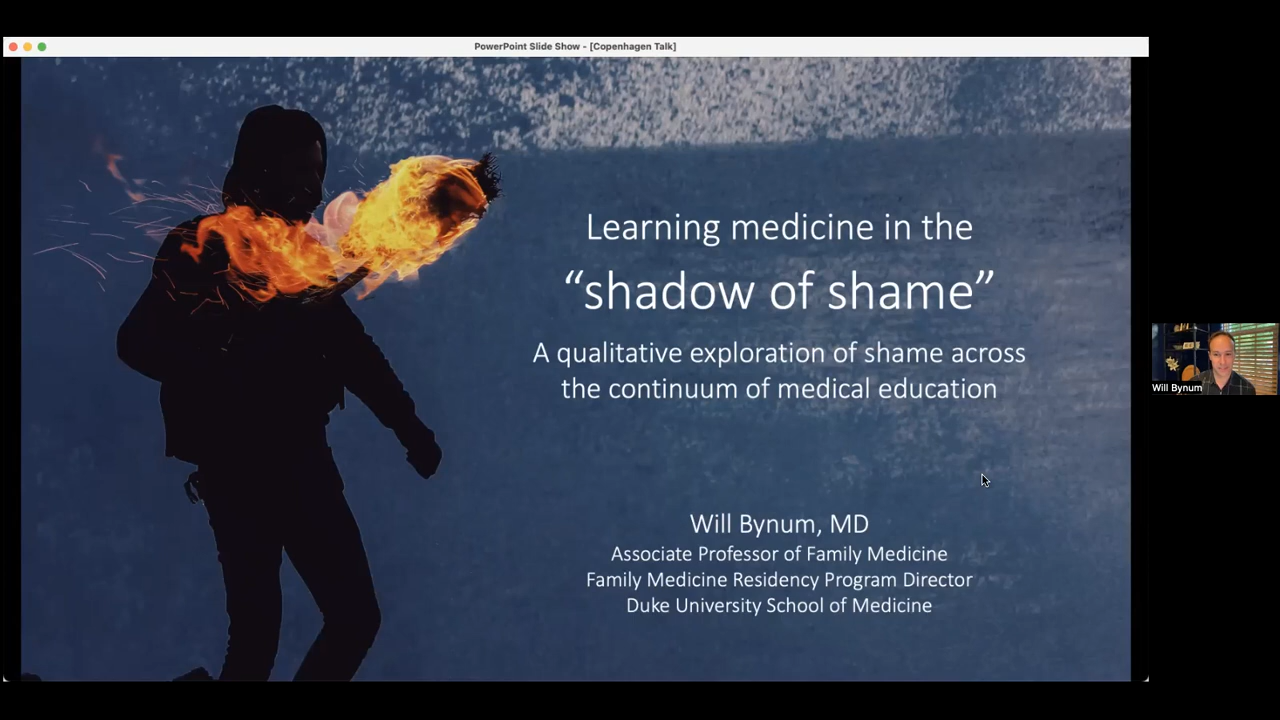 PowerPoint Slide Show - [Copenhagen Talk]
Learning medicine in the
“shadow of shame”
A qualitative exploration of shame across
the continuum of medical education
Will Bynum, MD
Associate Professor of Family Medicine
Family Medicine Residency Program Director
Duke University School of Medicine
Will Bynum